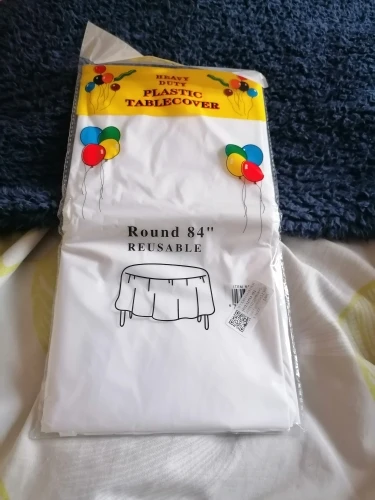 HEAVY
DUTY
PLASTIC
TABLECOVER
Round 84"
REUSABLE